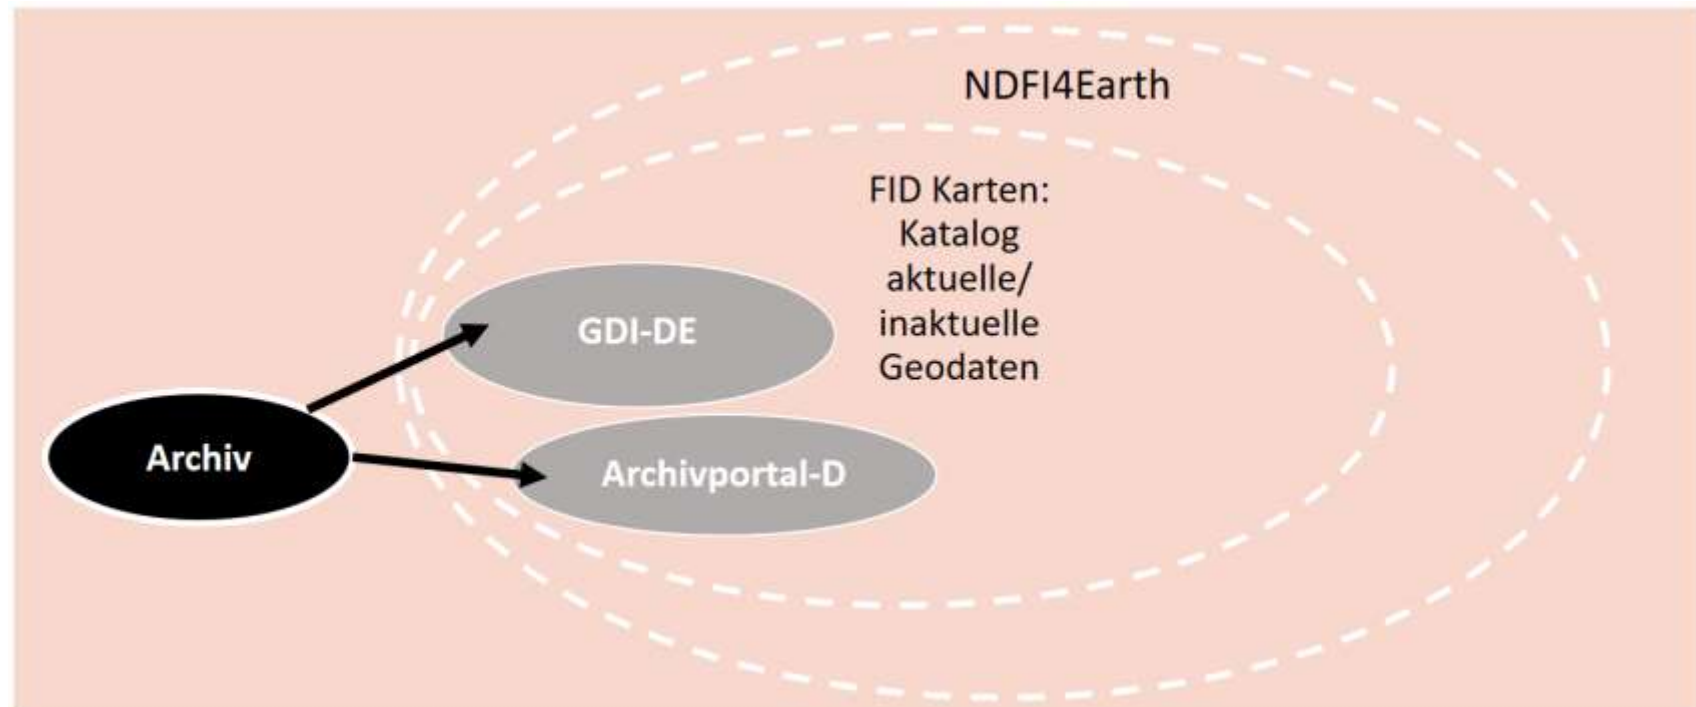 NDFI4Earth
FID Karten:
Katalog
aktuelle/
inaktuelle
Geodaten
GDI-DE
Archiv
Archivportal-D